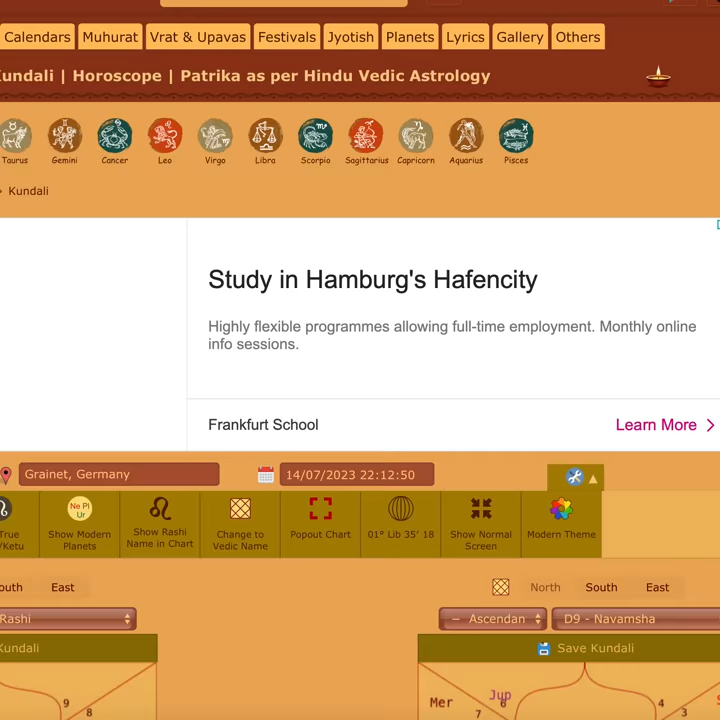 Calendars Muhurat Vrat & Upavas Festivals Jyotish Planets Lyrics Gallery Others
Kundali | Horoscope | Patrika as per Hindu Vedic Astrology
Taurus Gemini Cancer Leo Virgo Libra Scorpio Sagittarius Capricorn Aquarius Pisces
Kundali
Study in Hamburg's Hafencity
Highly flexible programmes allowing full-time employment. Monthly online
info sessions.
Frankfurt School Learn More
Grainet, Germany 14/07/2023 22:12:50
Ne Pl
Ur
True
/Ketu
Show Modern
Planets
Show Rashi
Name in Chart
Change to
Vedic Name
Popout Chart
01° Lib 35′ 18
Show Normal
Screen
Modern Theme
outh East North South East
Rashi — Ascendan D9 - Navamsha
Kundali Save Kundali
9
8
Mer
7
Jup
6
4
3